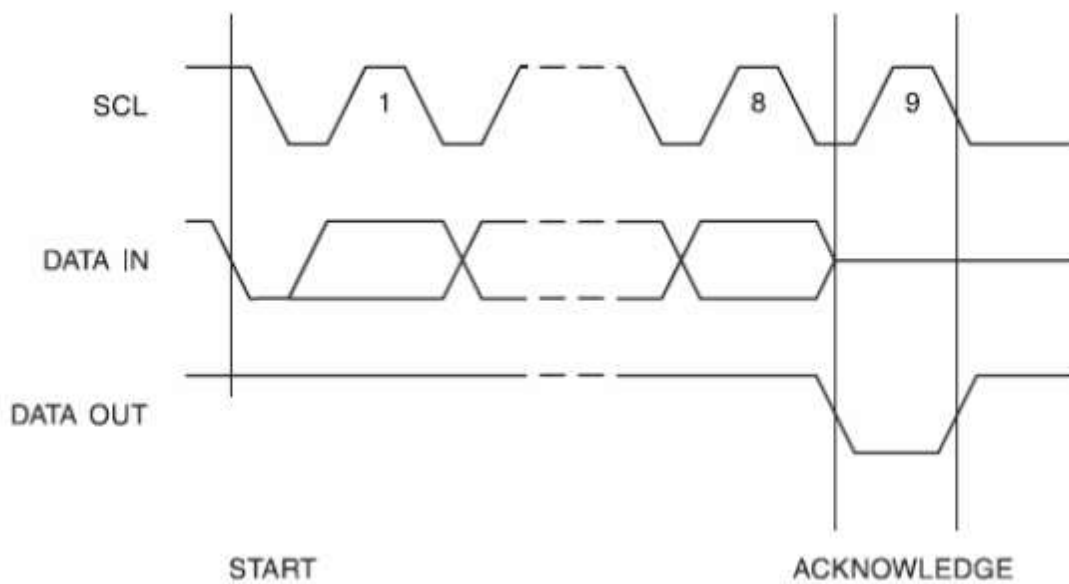 SCL
1
8
9
DATA IN
DATA OUT
START
ACKNOWLEDGE